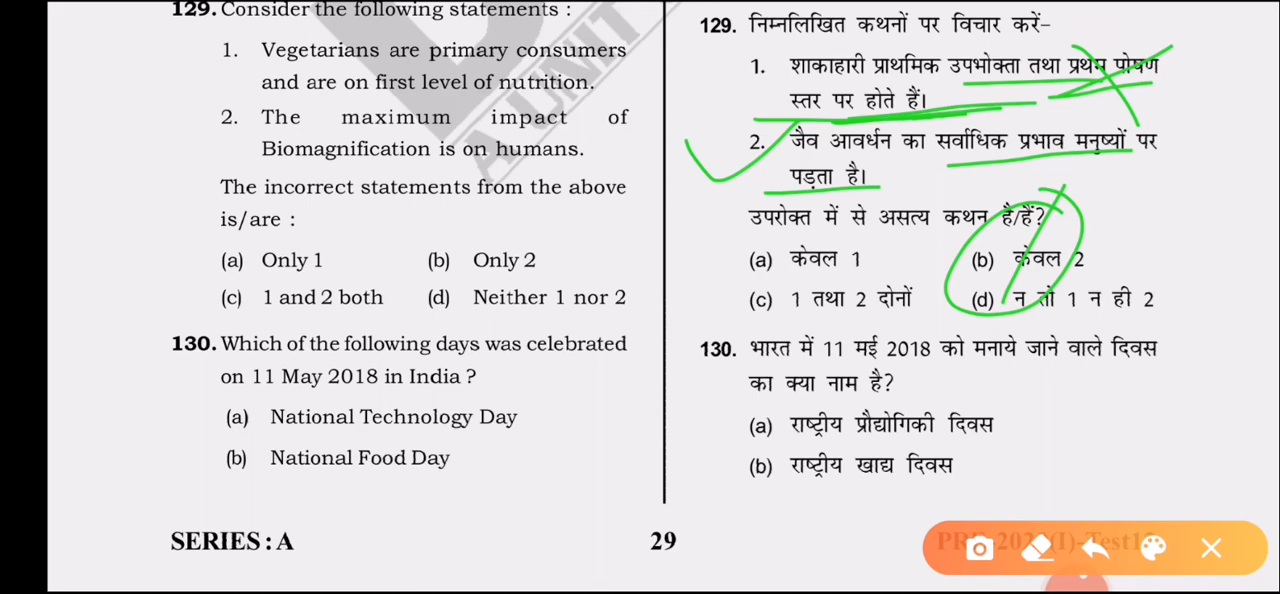 129. Consider the following statements :
1. Vegetarians are primary consumers
and are on first level of nutrition.
2. The maximum impact of
Biomagnification is on humans.
The incorrect statements from the above
is/are :
(a) Only 1 (b) Only 2
(c) 1 and 2 both (d) Neither 1 nor 2
130. Which of the following days was celebrated
on 11 May 2018 in India ?
(a) National Technology Day
(b) National Food Day
129. निम्नलिखित कथनों पर विचार करें–
1. शाकाहारी प्राथमिक उपभोक्ता तथा प्रथम पोषण
स्तर पर होते हैं।
2. जैव आवर्धन का सर्वाधिक प्रभाव मनुष्यों पर
पड़ता है।
उपरोक्त में से असत्य कथन है/हैं?
(a) केवल 1 (b) केवल 2
(c) 1 तथा 2 दोनों (d) न तो 1 न ही 2
130. भारत में 11 मई 2018 को मनाये जाने वाले दिवस
का क्या नाम है?
(a) राष्ट्रीय प्रौद्योगिकी दिवस
(b) राष्ट्रीय खाद्य दिवस
SERIES : A 29
A UNIT